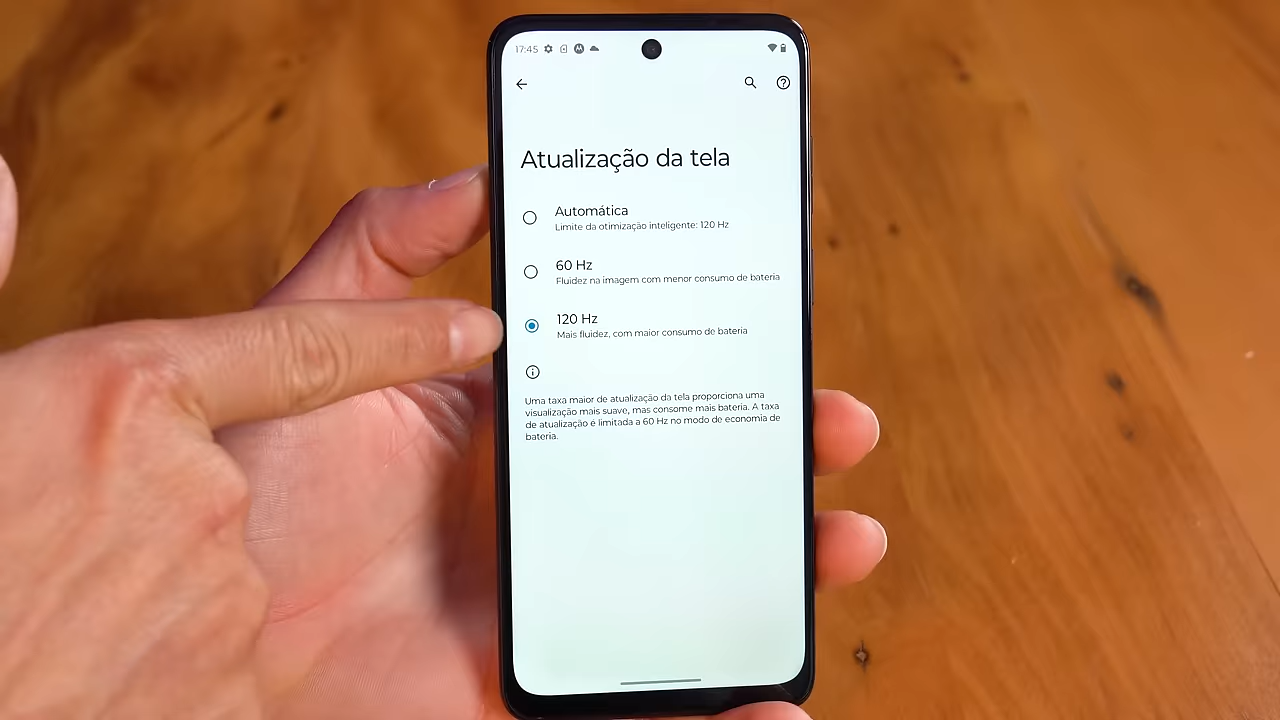 17:45
Atualização da tela
Automática
Limite da otimização inteligente: 120 Hz
60 Hz
Fluidez na imagem com menor consumo de bateria
120 Hz
Mais fluidez, com maior consumo de bateria
Uma taxa maior de atualização da tela proporciona uma
visualização mais suave, mas consome mais bateria. A taxa
de atualização é limitada a 60 Hz no modo de economia de
bateria.